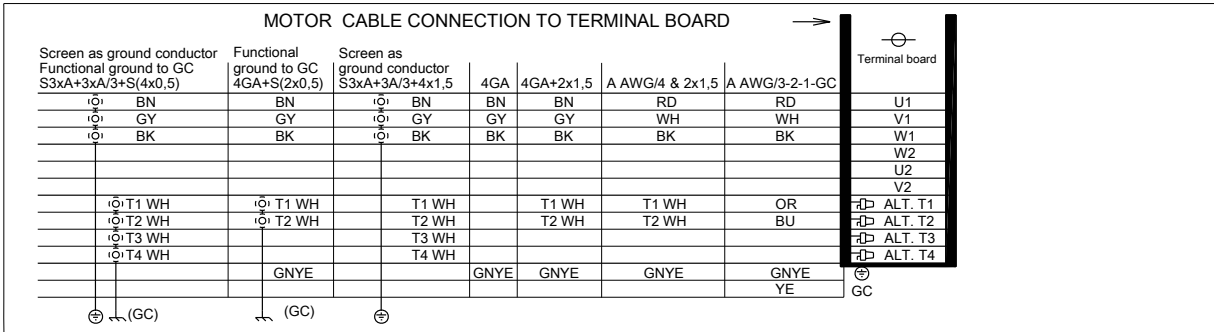 MOTOR CABLE CONNECTION TO TERMINAL BOARD
Screen as ground conductor
Functional ground to GC
S3xA+3xA/3+S(4x0,5)
Functional
ground to GC
4GA+S(2x0,5)
Screen as
ground conductor
S3xA+3A/3+4x1,5
4GA
4GA+2x1,5
A AWG/4 & 2x1,5
A AWG/3-2-1-GC
Terminal board
BN BN BN BN BN RD RD U1
GY GY GY GY GY WH WH V1
BK BK BK BK BK BK BK W1
W2
U2
V2
T1 WH T1 WH T1 WH T1 WH T1 WH OR ALT. T1
T2 WH T2 WH T2 WH T2 WH T2 WH BU ALT. T2
T3 WH T3 WH ALT. T3
T4 WH T4 WH ALT. T4
GNYE GNYE GNYE GNYE GNYE
YE GC
(GC) (GC)